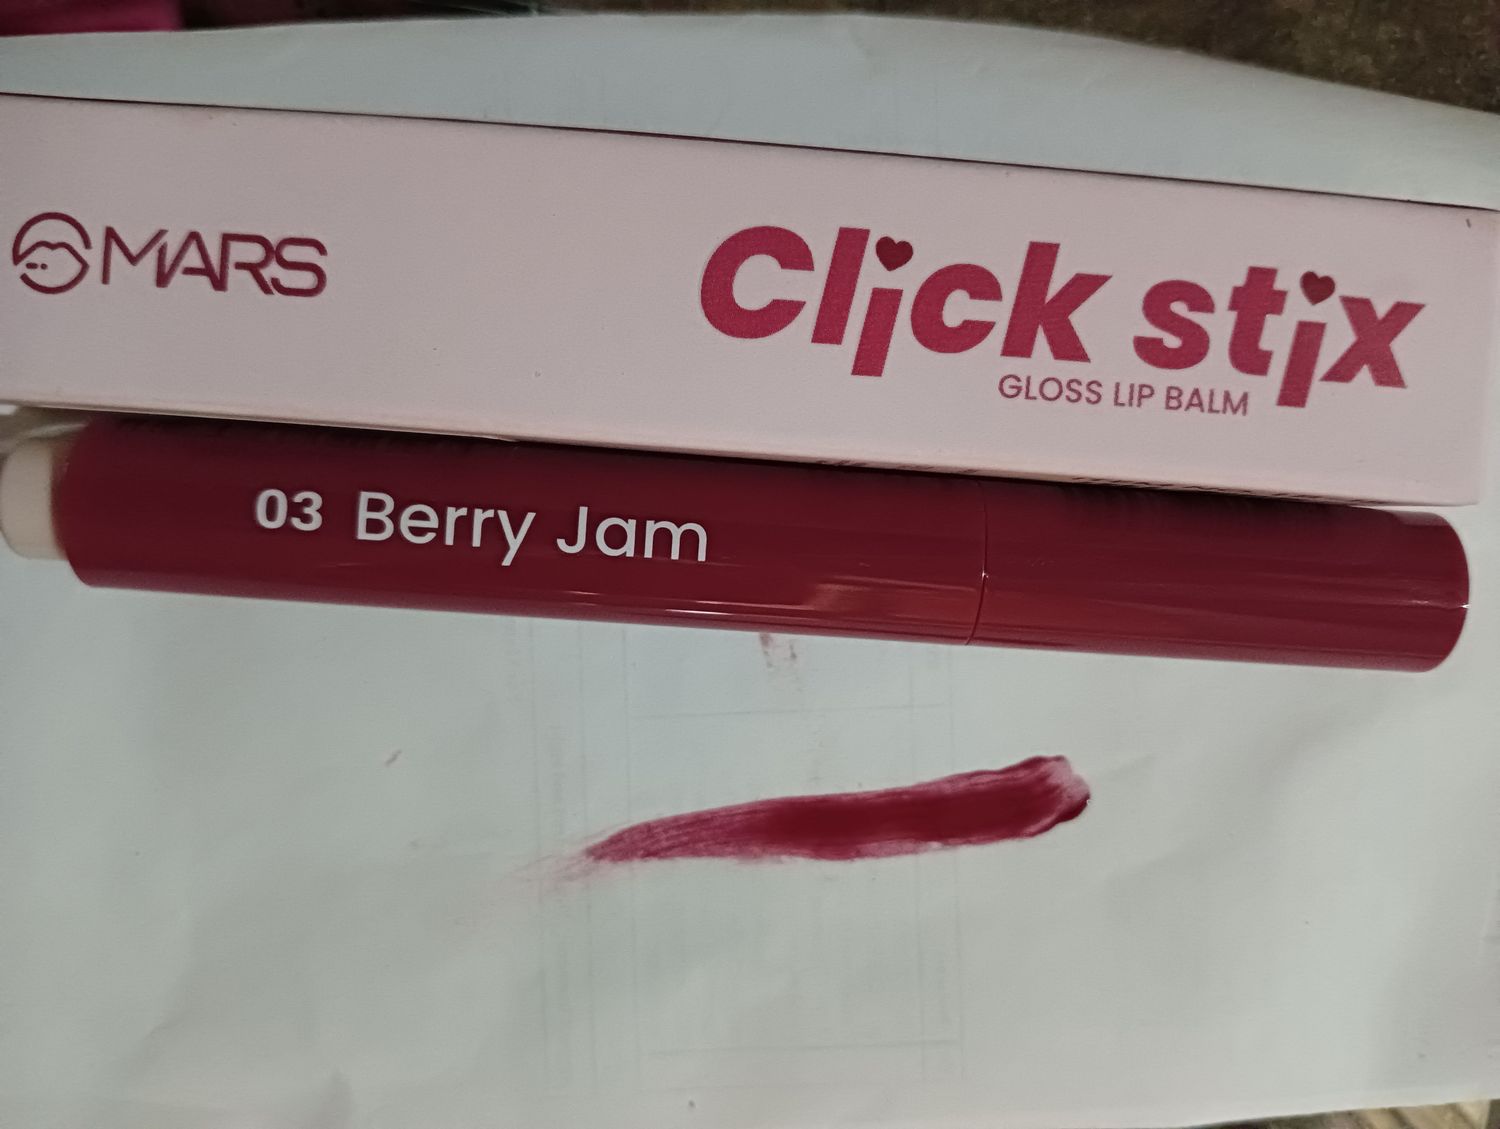 MARS
Click stix
GLOSS LIP BALM
03 Berry Jam